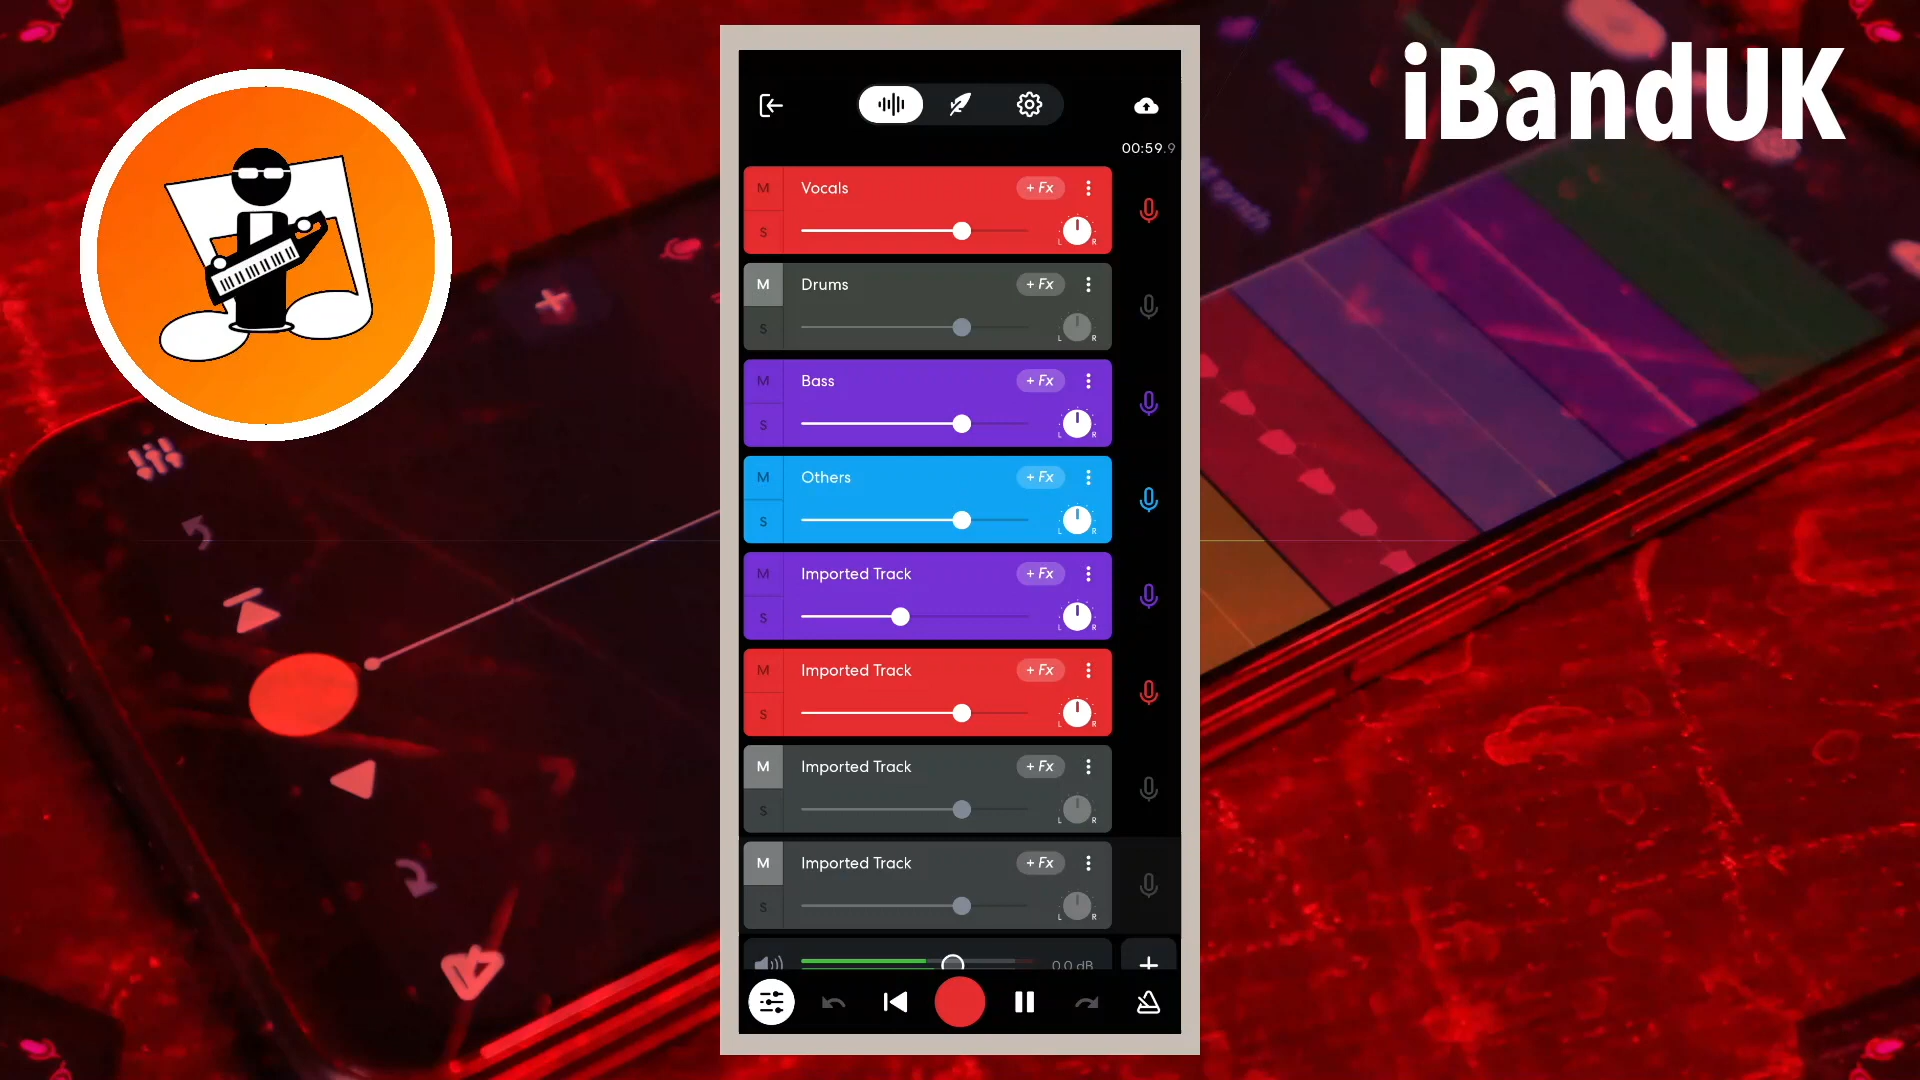 iBandUK
00:59.9
M Vocals + Fx
S L R
M Drums + Fx
S L R
M Bass + Fx
S L R
M Others + Fx
S L R
M Imported Track + Fx
S L R
M Imported Track + Fx
S L R
M Imported Track + Fx
S L R
M Imported Track + Fx
S L R
0.0 dB